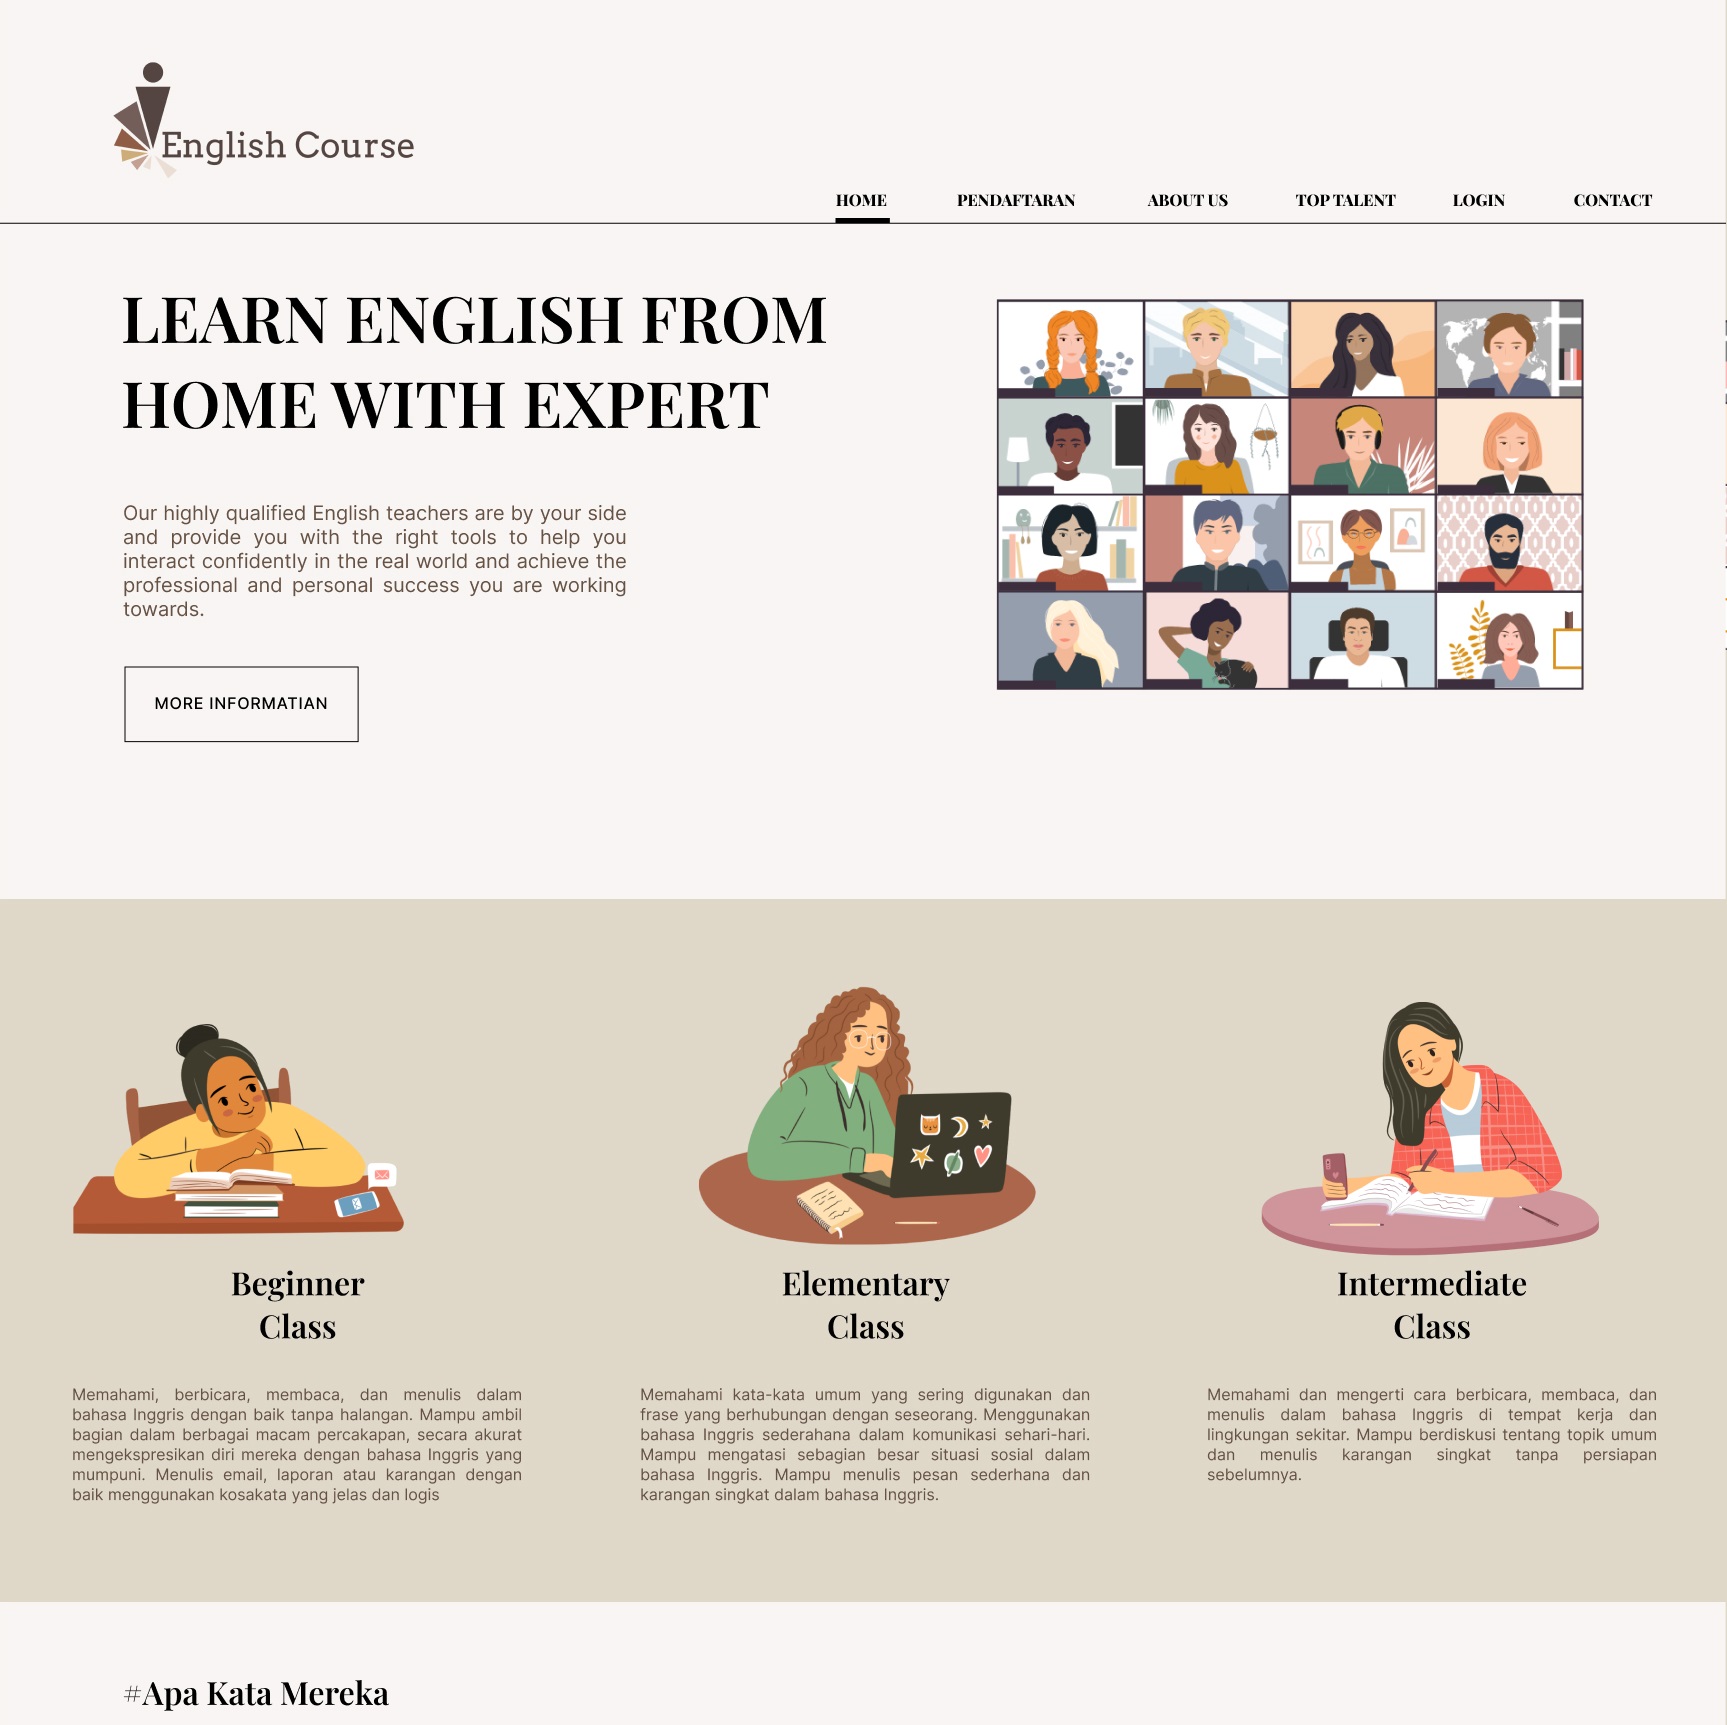 English Course
HOME PENDAFTARAN ABOUT US TOP TALENT LOGIN CONTACT
LEARN ENGLISH FROM
HOME WITH EXPERT
Our highly qualified English teachers are by your side
and provide you with the right tools to help you
interact confidently in the real world and achieve the
professional and personal success you are working
towards.
MORE INFORMATIAN
Beginner
Class
Memahami, berbicara, membaca, dan menulis dalam
bahasa Inggris dengan baik tanpa halangan. Mampu ambil
bagian dalam berbagai macam percakapan, secara akurat
mengekspresikan diri mereka dengan bahasa Inggris yang
mumpuni. Menulis email, laporan atau karangan dengan
baik menggunakan kosakata yang jelas dan logis
Elementary
Class
Memahami kata-kata umum yang sering digunakan dan
frase yang berhubungan dengan seseorang. Menggunakan
bahasa Inggris sederahana dalam komunikasi sehari-hari.
Mampu mengatasi sebagian besar situasi sosial dalam
bahasa Inggris. Mampu menulis pesan sederhana dan
karangan singkat dalam bahasa Inggris.
Intermediate
Class
Memahami dan mengerti cara berbicara, membaca, dan
menulis dalam bahasa Inggris di tempat kerja dan
lingkungan sekitar. Mampu berdiskusi tentang topik umum
dan menulis karangan singkat tanpa persiapan
sebelumnya.
#Apa Kata Mereka